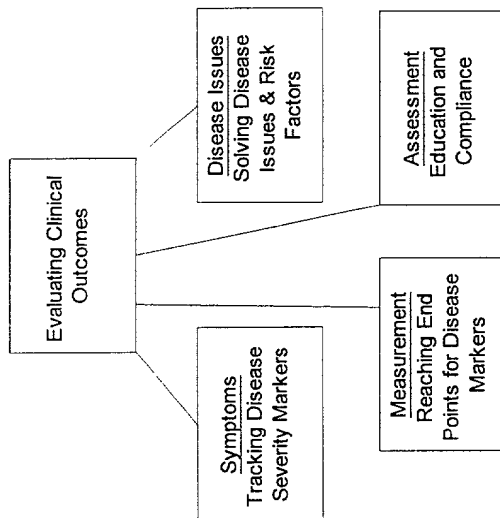 Evaluating Clinical
Outcomes
Symptoms
Tracking Disease
Severity Markers
Disease Issues
Solving Disease
Issues & Risk
Factors
Measurement
Reaching End
Points for Disease
Markers
Assessment
Education and
Compliance